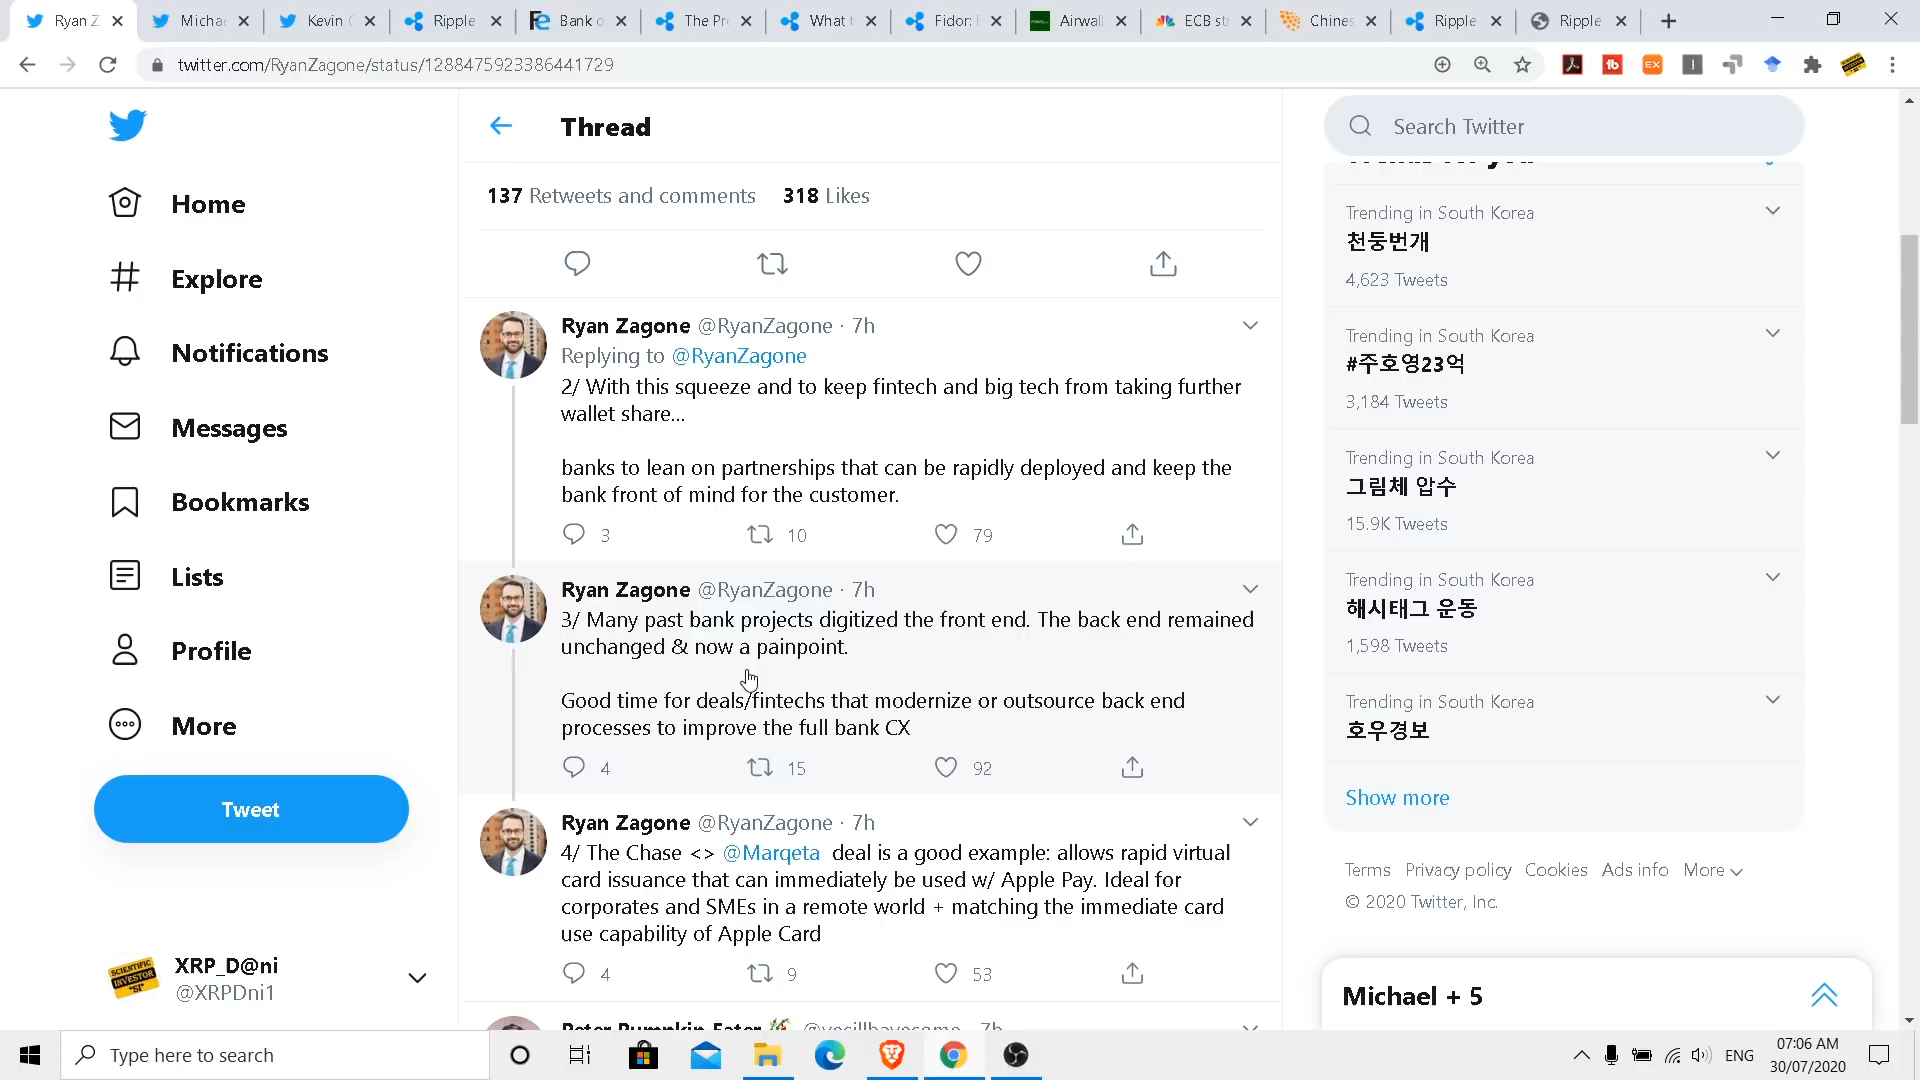 Ryan Z
Micha
Kevin
Ripple
Bank o
The Pr
What t
Fidor:
Airwal
ECB st
Chines
Ripple
Ripple
twitter.com/RyanZagone/status/1288475923386441729
Home
Explore
Notifications
Messages
Bookmarks
Lists
Profile
More
Tweet
XRP_D@ni
@XRPDni1
Thread
137 Retweets and comments 318 Likes
Ryan Zagone @RyanZagone · 7h
Replying to @RyanZagone
2/ With this squeeze and to keep fintech and big tech from taking further
wallet share...
banks to lean on partnerships that can be rapidly deployed and keep the
bank front of mind for the customer.
3 10 79
Ryan Zagone @RyanZagone · 7h
3/ Many past bank projects digitized the front end. The back end remained
unchanged & now a painpoint.
Good time for deals/fintechs that modernize or outsource back end
processes to improve the full bank CX
4 15 92
Ryan Zagone @RyanZagone · 7h
4/ The Chase <> @Marqeta deal is a good example: allows rapid virtual
card issuance that can immediately be used w/ Apple Pay. Ideal for
corporates and SMEs in a remote world + matching the immediate card
use capability of Apple Card
4 9 53
Peter Pumpkin Eater @yesillhavesome · 7h
Search Twitter
Trends for you
Trending in South Korea
천둥번개
4,623 Tweets
Trending in South Korea
#주호영23억
3,184 Tweets
Trending in South Korea
그림체 압수
15.9K Tweets
Trending in South Korea
해시태그 운동
1,598 Tweets
Trending in South Korea
호우경보
Show more
Terms Privacy policy Cookies Ads info More
© 2020 Twitter, Inc.
Michael + 5
Type here to search
ENG
07:06 AM
30/07/2020